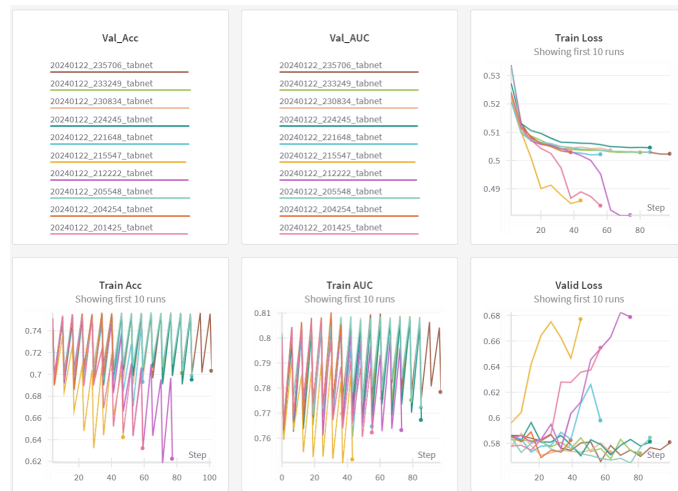 Val_Acc
20240122_235706_tabnet
20240122_233249_tabnet
20240122_230834_tabnet
20240122_224245_tabnet
20240122_221648_tabnet
20240122_215547_tabnet
20240122_212222_tabnet
20240122_205548_tabnet
20240122_204254_tabnet
20240122_201425_tabnet
Val_AUC
20240122_235706_tabnet
20240122_233249_tabnet
20240122_230834_tabnet
20240122_224245_tabnet
20240122_221648_tabnet
20240122_215547_tabnet
20240122_212222_tabnet
20240122_205548_tabnet
20240122_204254_tabnet
20240122_201425_tabnet
Train Loss
Showing first 10 runs
0.53
0.52
0.51
0.5
0.49
Step
20 40 60 80
Train Acc
Showing first 10 runs
0.74
0.72
0.7
0.68
0.66
0.64
0.62
Step
20 40 60 80 100
Train AUC
Showing first 10 runs
0.81
0.8
0.78
0.77
0.76
Step
0 20 40 60 80
Valid Loss
Showing first 10 runs
0.68
0.66
0.64
0.62
0.6
0.58
Step
20 40 60 80